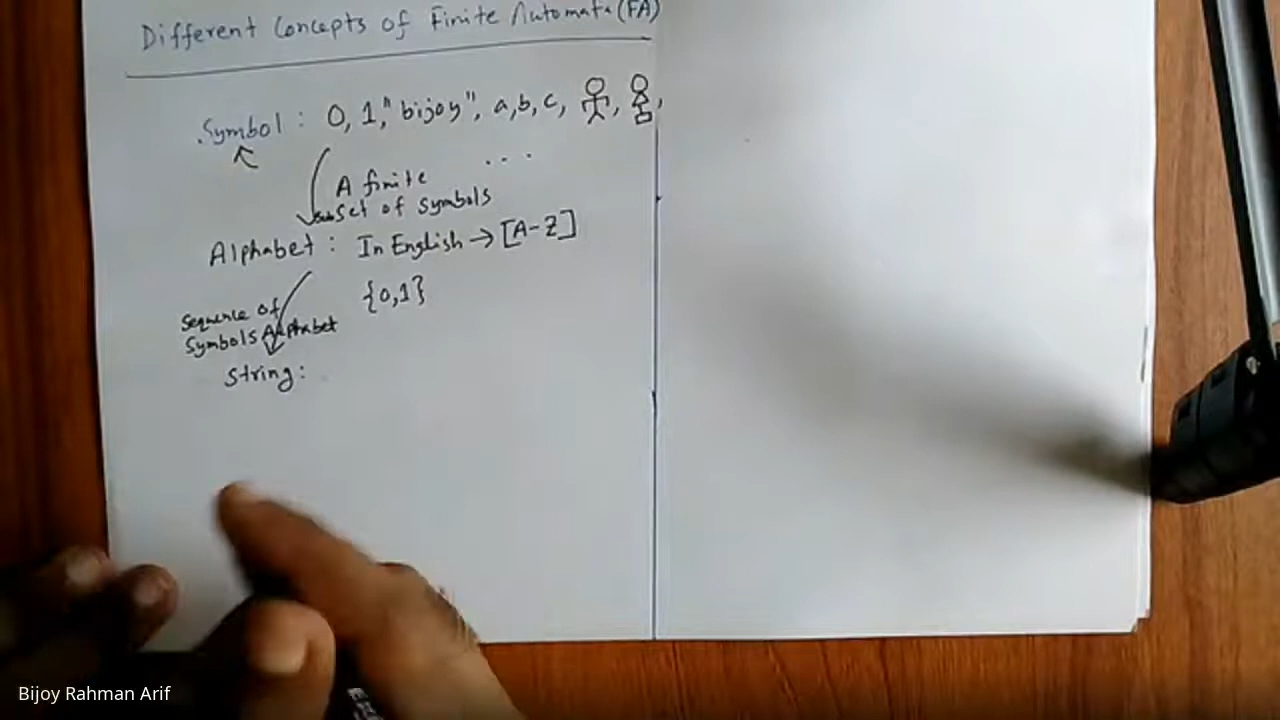 Different Concepts of Finite Automata (FA)
Symbol : 0, 1, "bijoy", a, b, c, , ,
. . .
A finite
set of symbols
Alphabet : In English → [A-Z]
{0,1}
Sequence of
Symbols Alphabet
String:
Bijoy Rahman Arif